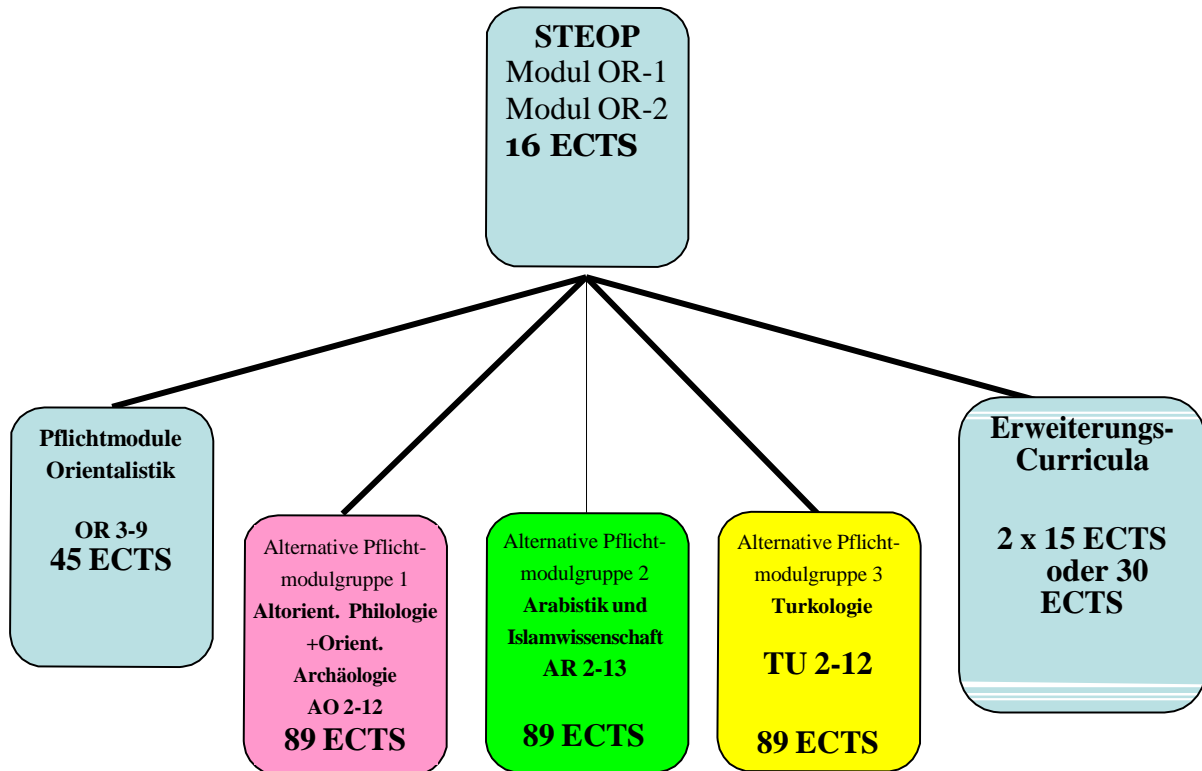 STEOP
Modul OR-1
Modul OR-2
16 ECTS
Pflichtmodule
Orientalistik
OR 3-9
45 ECTS
Alternative Pflicht-
modulgruppe 1
Altorient. Philologie
+Orient.
Archäologie
AO 2-12
89 ECTS
Alternative Pflicht-
modulgruppe 2
Arabistik und
Islamwissenschaft
AR 2-13
89 ECTS
Alternative Pflicht-
modulgruppe 3
Turkologie
TU 2-12
89 ECTS
Erweiterungs-
Curricula
2 x 15 ECTS
oder 30
ECTS